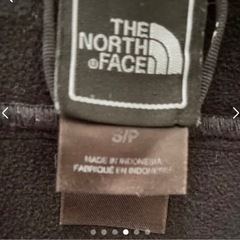 THE
NORTH
FACE
S/P
MADE IN INDONESIA
FABRIQUÉ EN INDONÉSIE